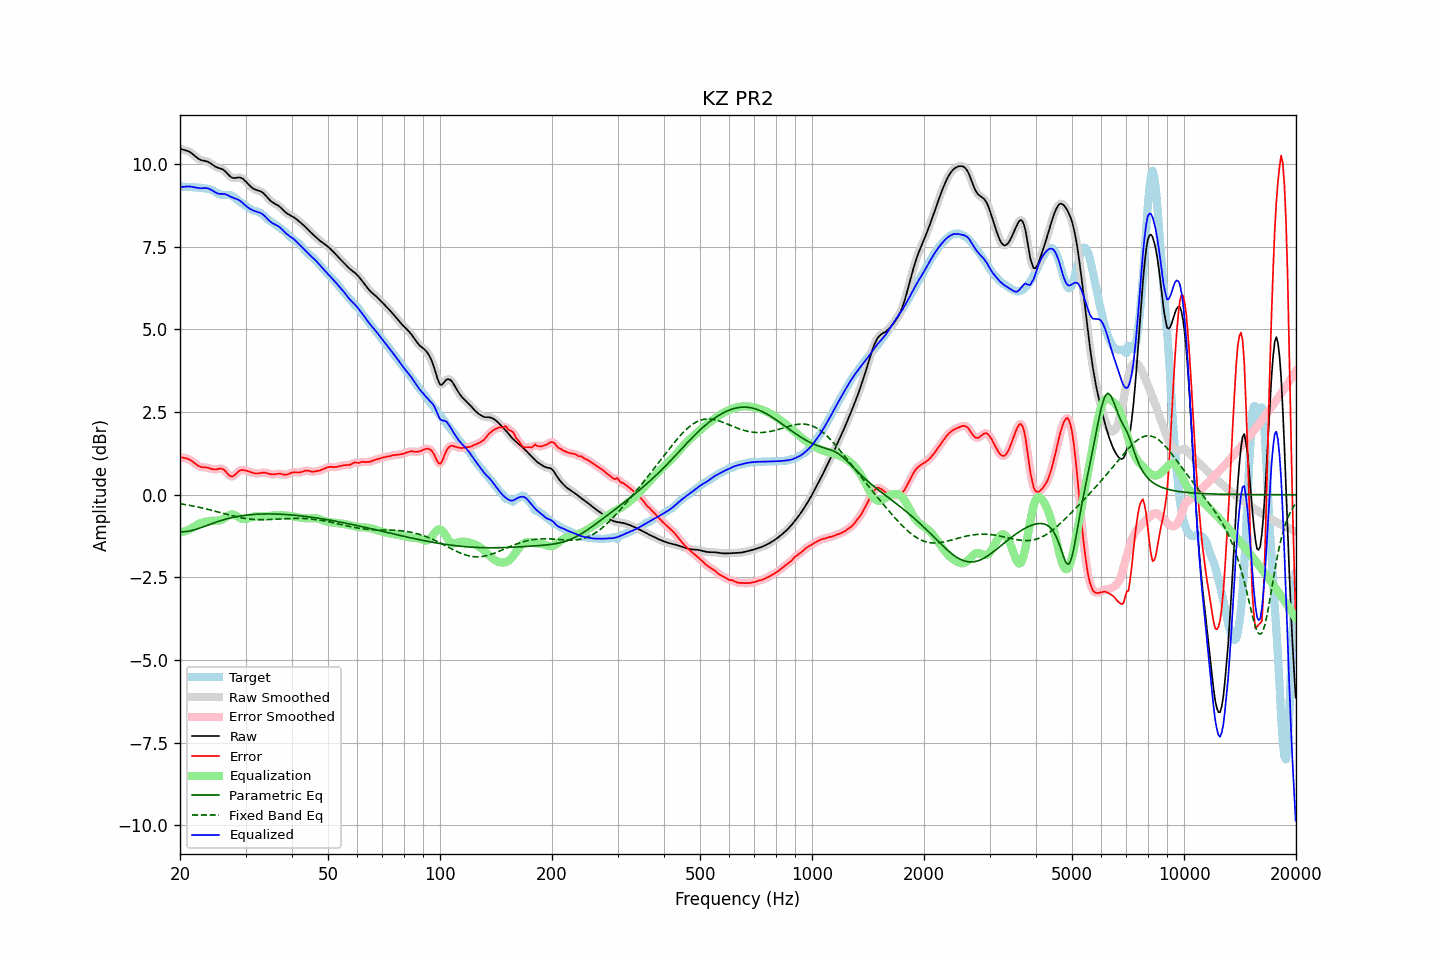 KZ PR2
Amplitude (dBr)
10.0
7.5
5.0
2.5
0.0
−2.5
−5.0
−7.5
−10.0
Target
Raw Smoothed
Error Smoothed
Raw
Error
Equalization
Parametric Eq
Fixed Band Eq
Equalized
20 50 100 200 500 1000 2000 5000 10000 20000
Frequency (Hz)